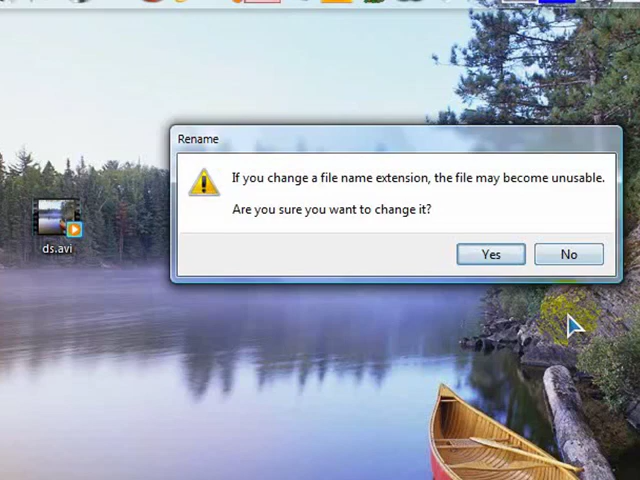 Rename
If you change a file name extension, the file may become unusable.
Are you sure you want to change it?
Yes
No
ds.avi